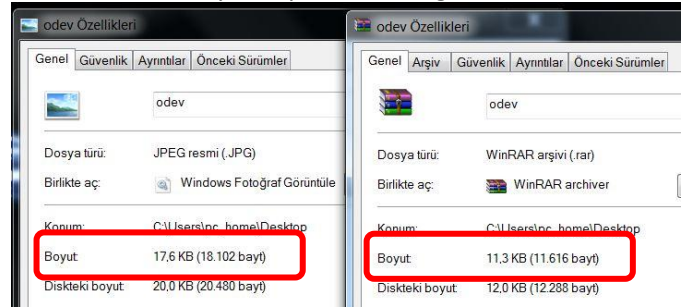 odev Özellikleri
Genel Güvenlik Ayrıntılar Önceki Sürümler
odev
Dosya türü: JPEG resmi (.JPG)
Birlikte aç: Windows Fotoğraf Görüntüle
Konum: C:\Users\pc_home\Desktop
Boyut: 17,6 KB (18.102 bayt)
Diskteki boyut: 20,0 KB (20.480 bayt)
odev Özellikleri
Genel Arşiv Güvenlik Ayrıntılar Önceki Sürümler
odev
Dosya türü: WinRAR arşivi (.rar)
Birlikte aç: WinRAR archiver
Konum: C:\Users\pc_home\Desktop
Boyut: 11,3 KB (11.616 bayt)
Diskteki boyut: 12,0 KB (12.288 bayt)